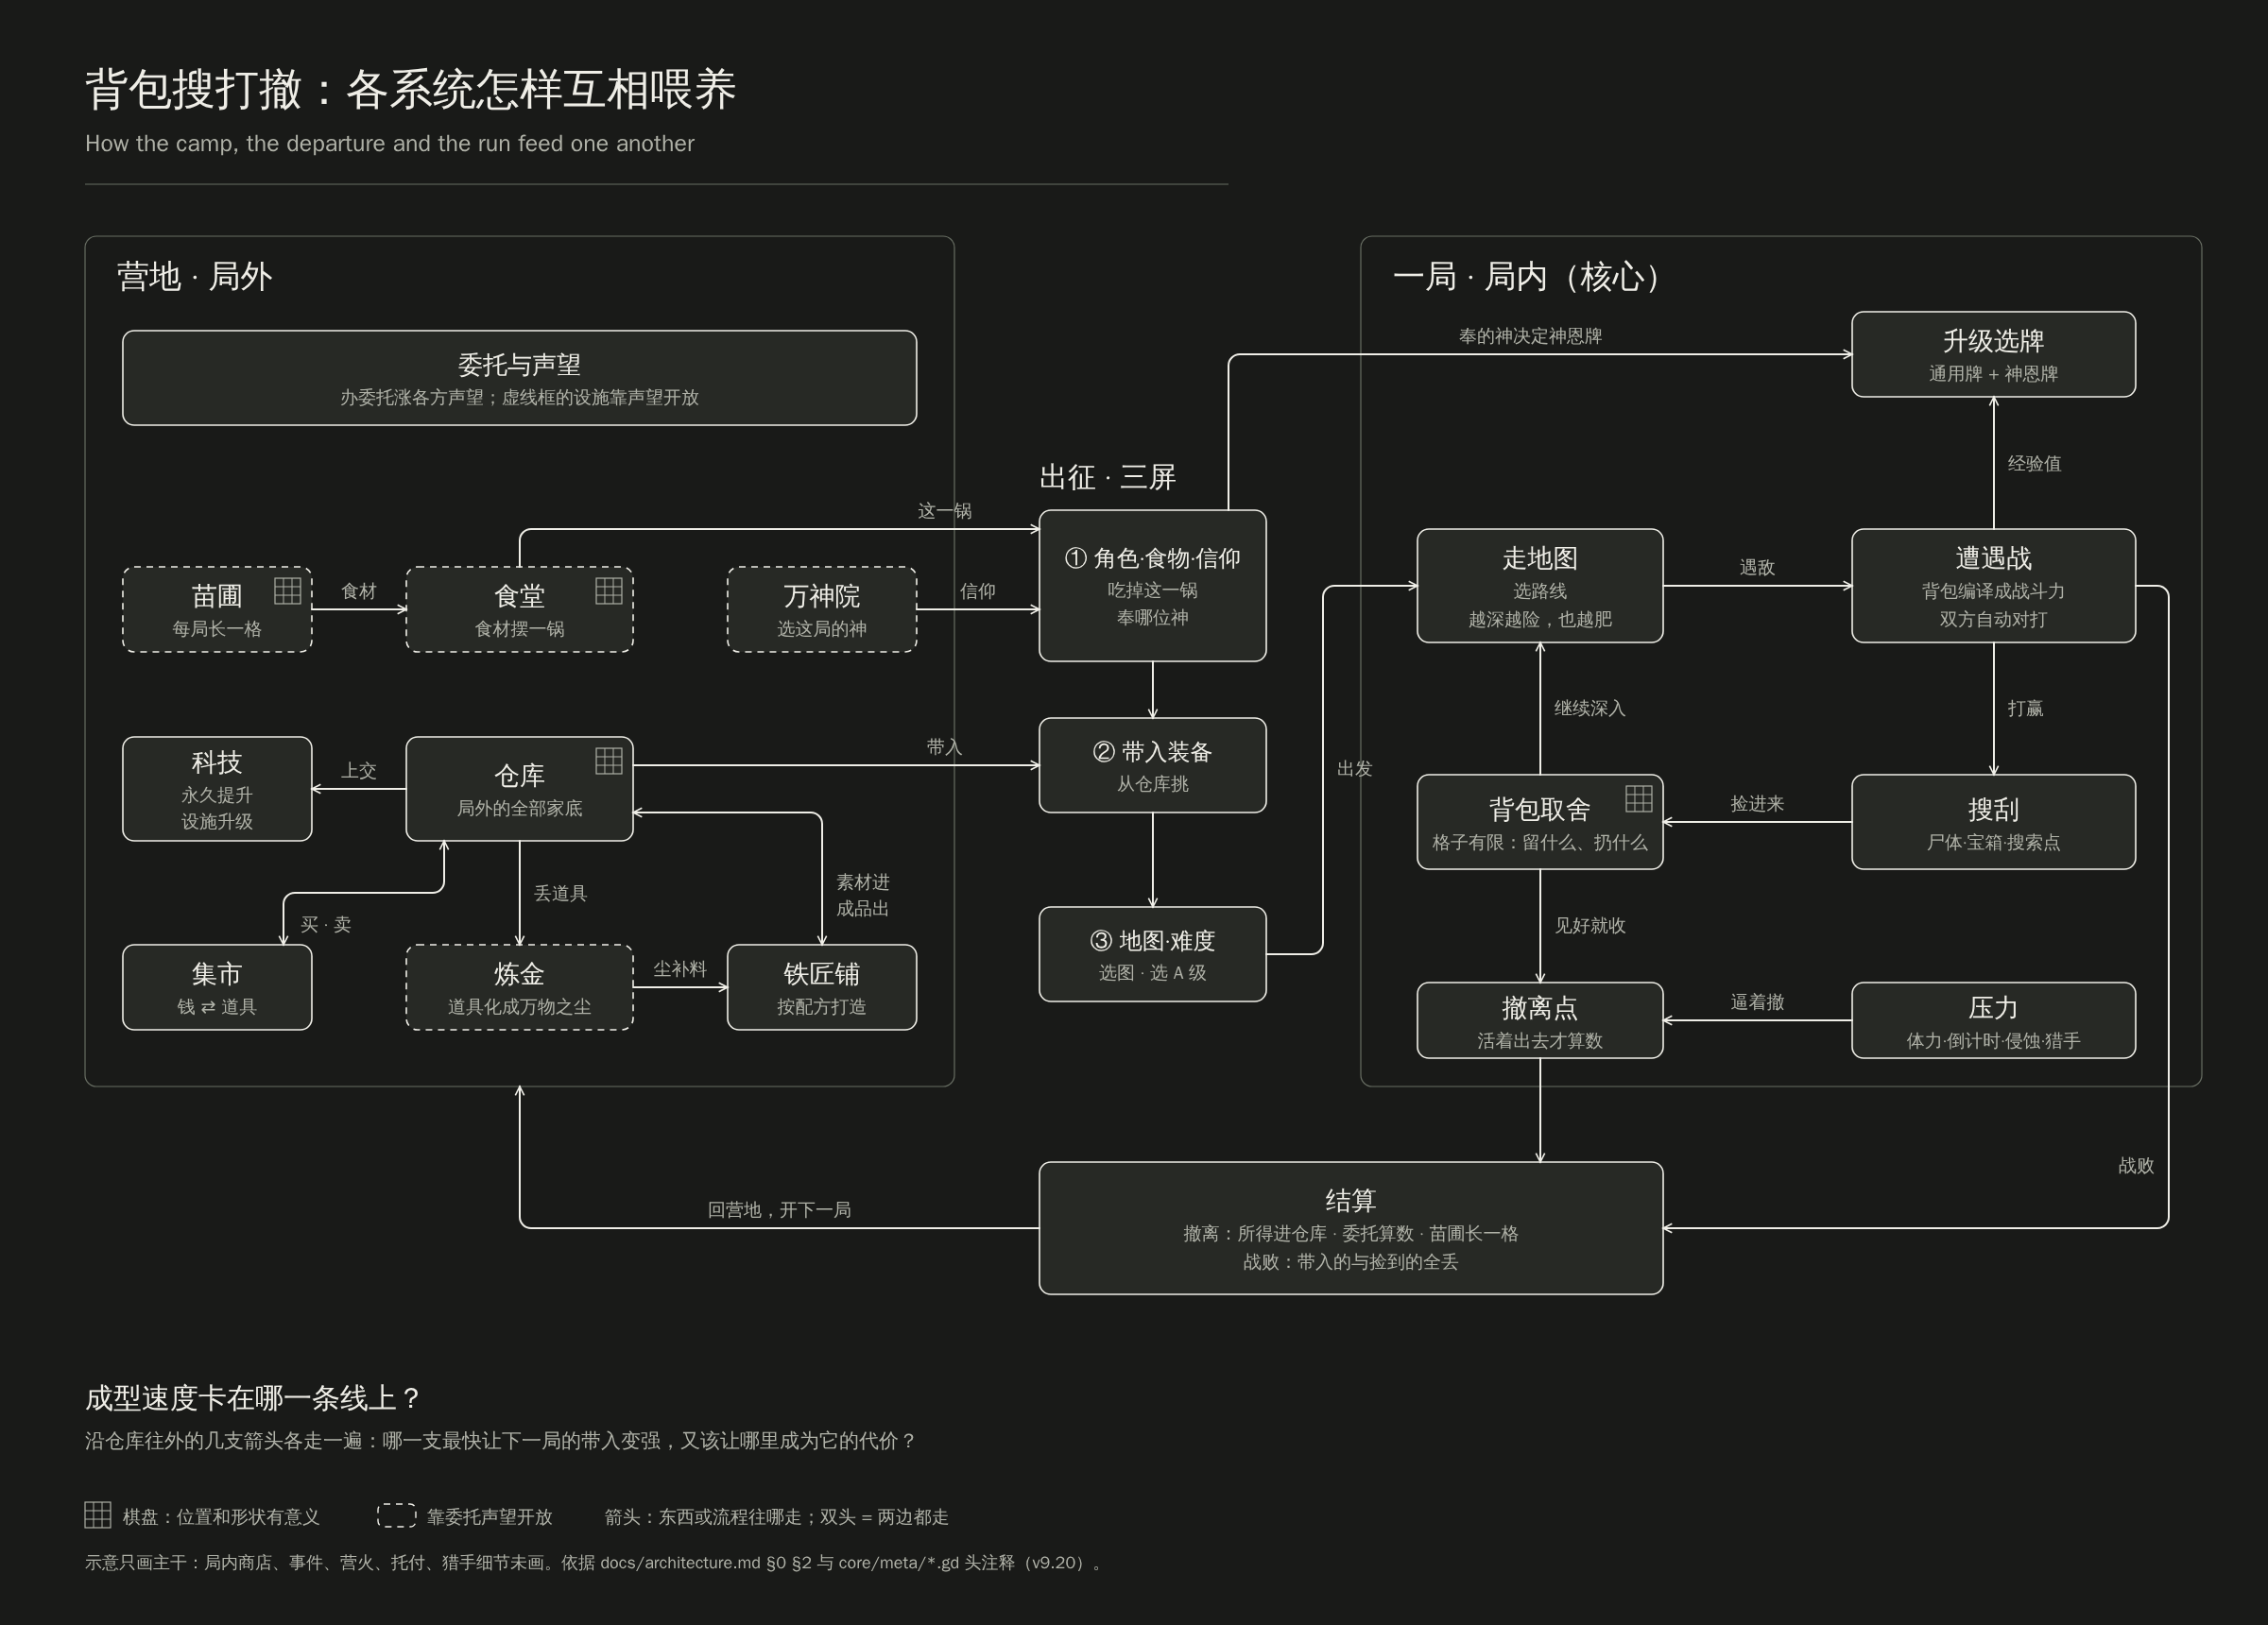 背包搜打撤：各系统怎样互相喂养
How the camp, the departure and the run feed one another
营地 · 局外
委托与声望
办委托涨各方声望；虚线框的设施靠声望开放
苗圃
每局长一格
食材
食堂
食材摆一锅
万神院
选这局的神
这一锅
信仰
科技
永久提升
设施升级
上交
仓库
局外的全部家底
带入
买 · 卖
丢道具
素材进
成品出
集市
钱 ⇄ 道具
炼金
道具化成万物之尘
尘补料
铁匠铺
按配方打造
出征 · 三屏
① 角色·食物·信仰
吃掉这一锅
奉哪位神
② 带入装备
从仓库挑
③ 地图·难度
选图 · 选 A 级
出发
一局 · 局内（核心）
奉的神决定神恩牌
升级选牌
通用牌 + 神恩牌
经验值
走地图
选路线
越深越险，也越肥
遇敌
遭遇战
背包编译成战斗力
双方自动对打
继续深入
打赢
背包取舍
格子有限：留什么、扔什么
捡进来
搜刮
尸体·宝箱·搜索点
见好就收
撤离点
活着出去才算数
逼着撤
压力
体力·倒计时·侵蚀·猎手
战败
结算
撤离：所得进仓库 · 委托算数 · 苗圃长一格
战败：带入的与捡到的全丢
回营地，开下一局
成型速度卡在哪一条线上？
沿仓库往外的几支箭头各走一遍：哪一支最快让下一局的带入变强，又该让哪里成为它的代价？
棋盘：位置和形状有意义
靠委托声望开放
箭头：东西或流程往哪走；双头 = 两边都走
示意只画主干：局内商店、事件、营火、托付、猎手细节未画。依据 docs/architecture.md §0 §2 与 core/meta/*.gd 头注释（v9.20）。